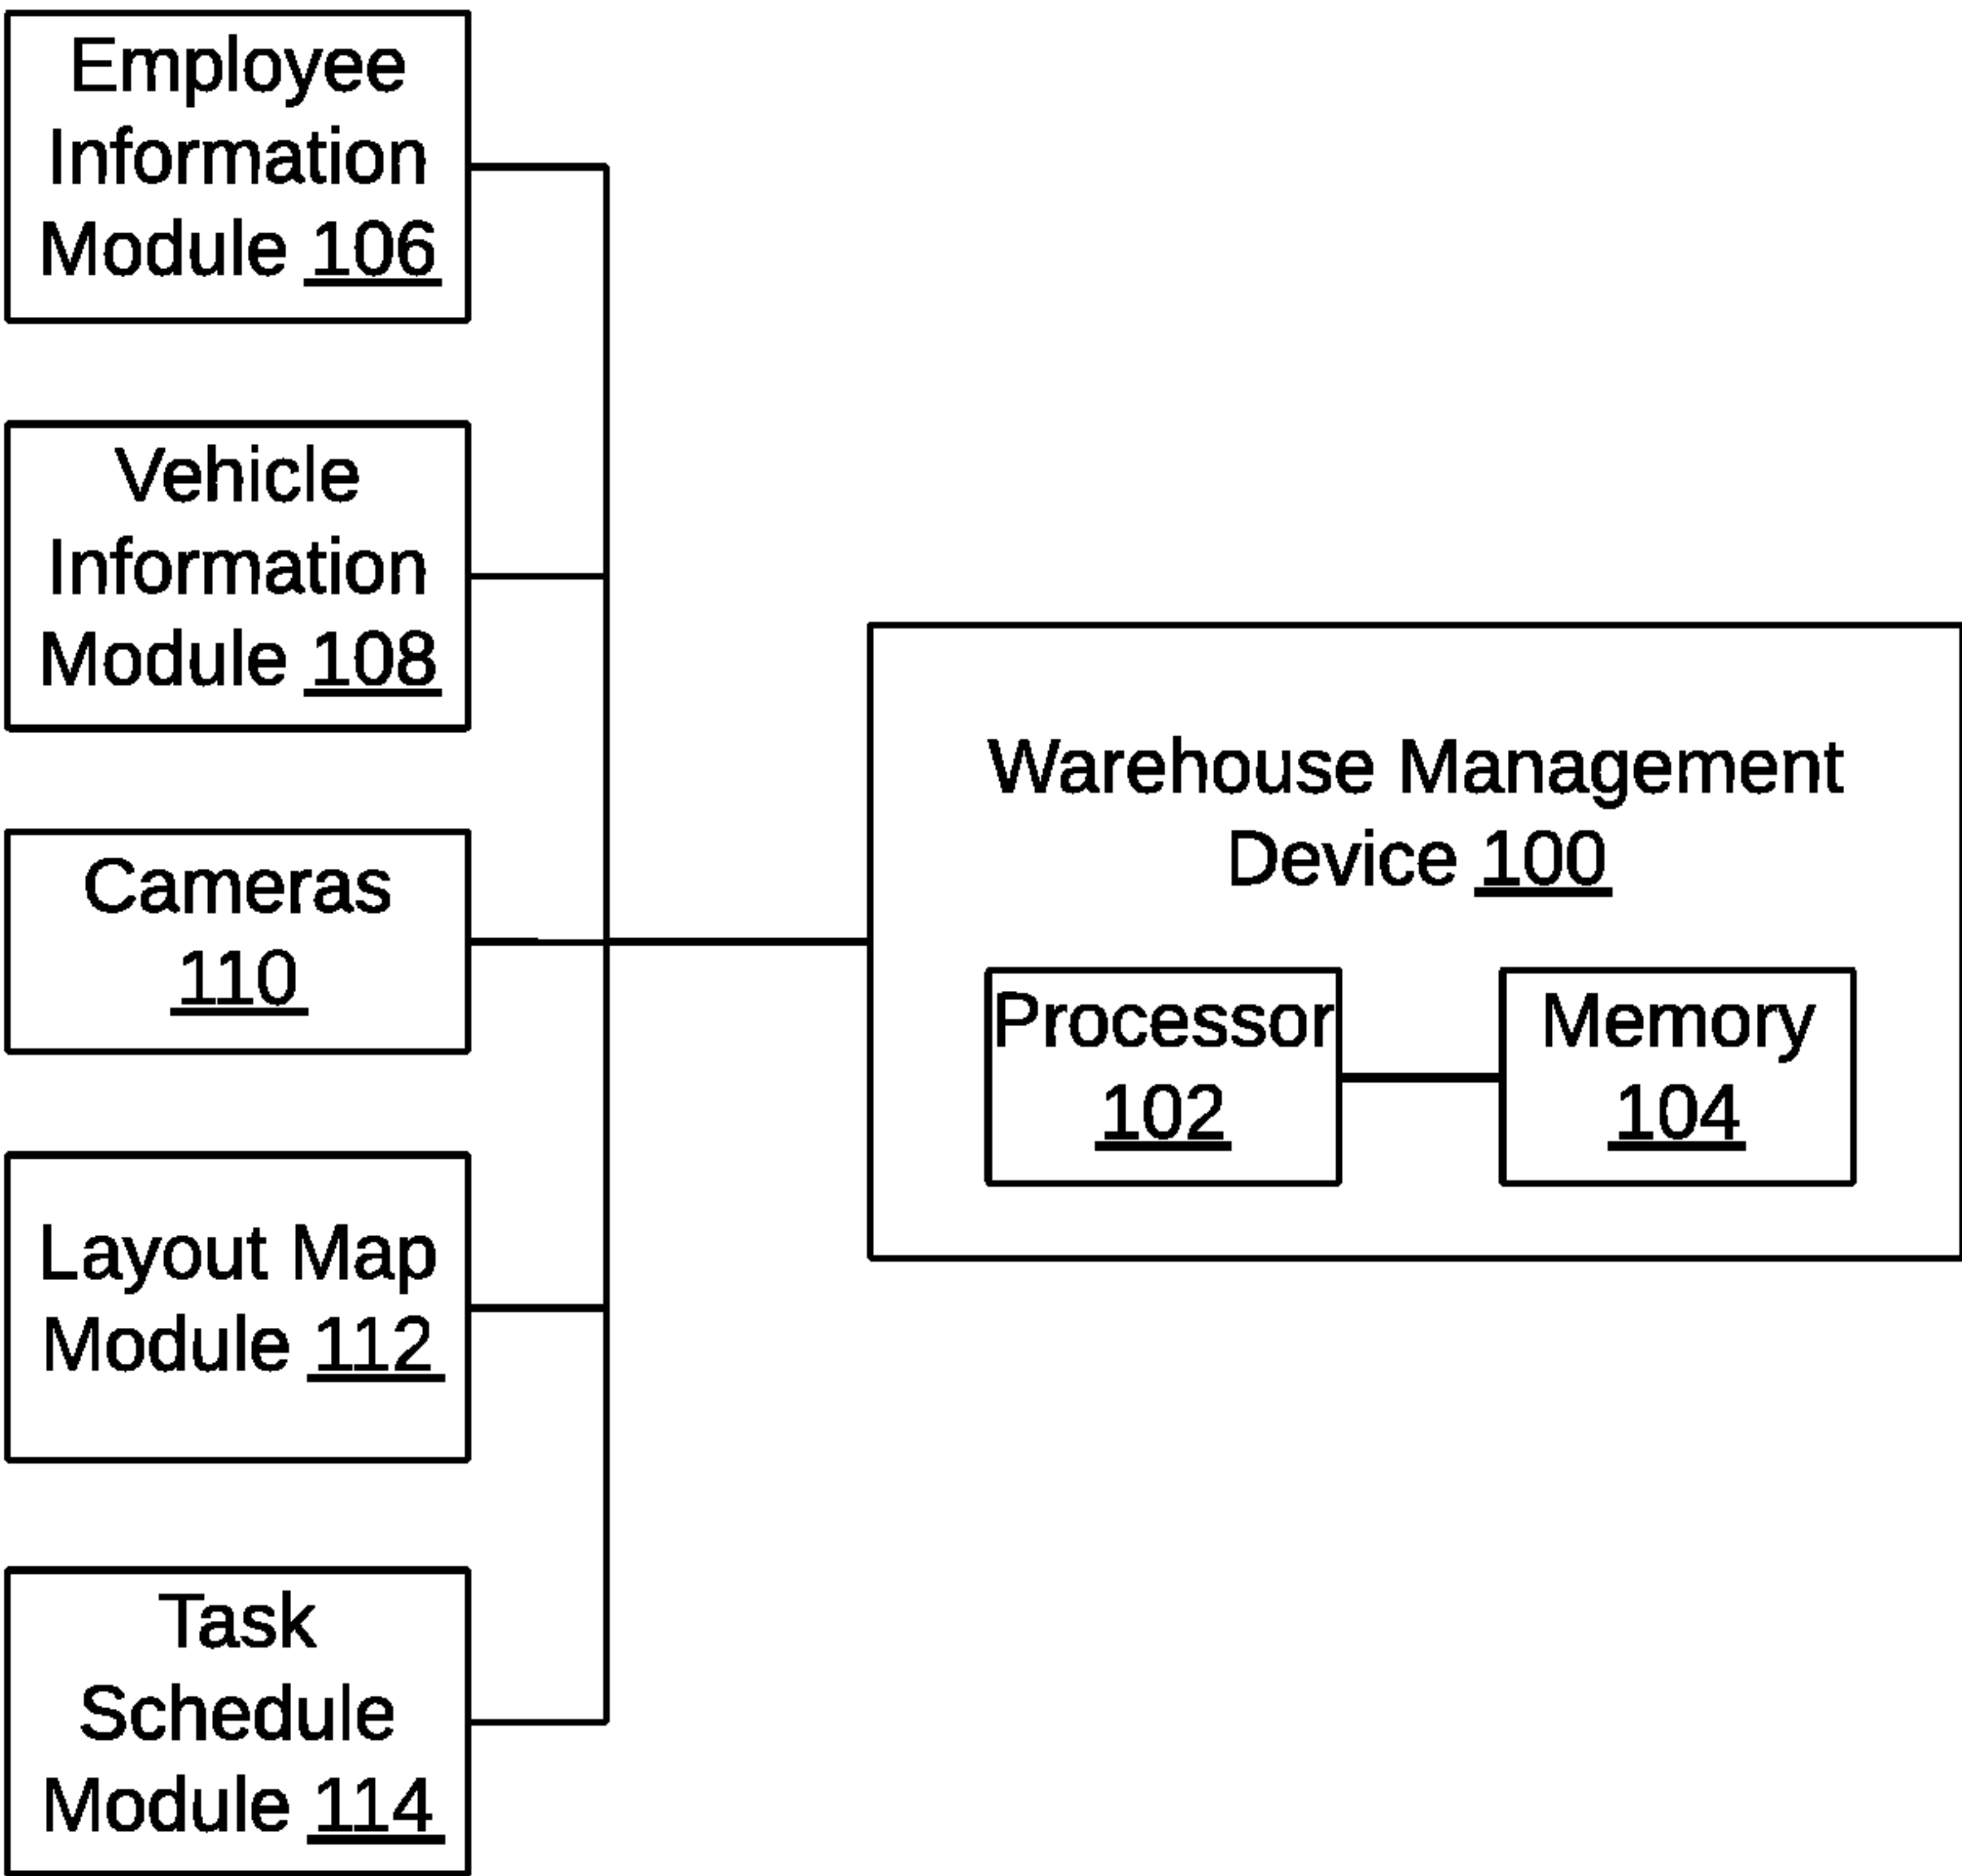 Employee
Information
Module 106
Vehicle
Information
Module 108
Cameras
110
Layout Map
Module 112
Task
Schedule
Module 114
Warehouse Management
Device 100
Processor
102
Memory
104